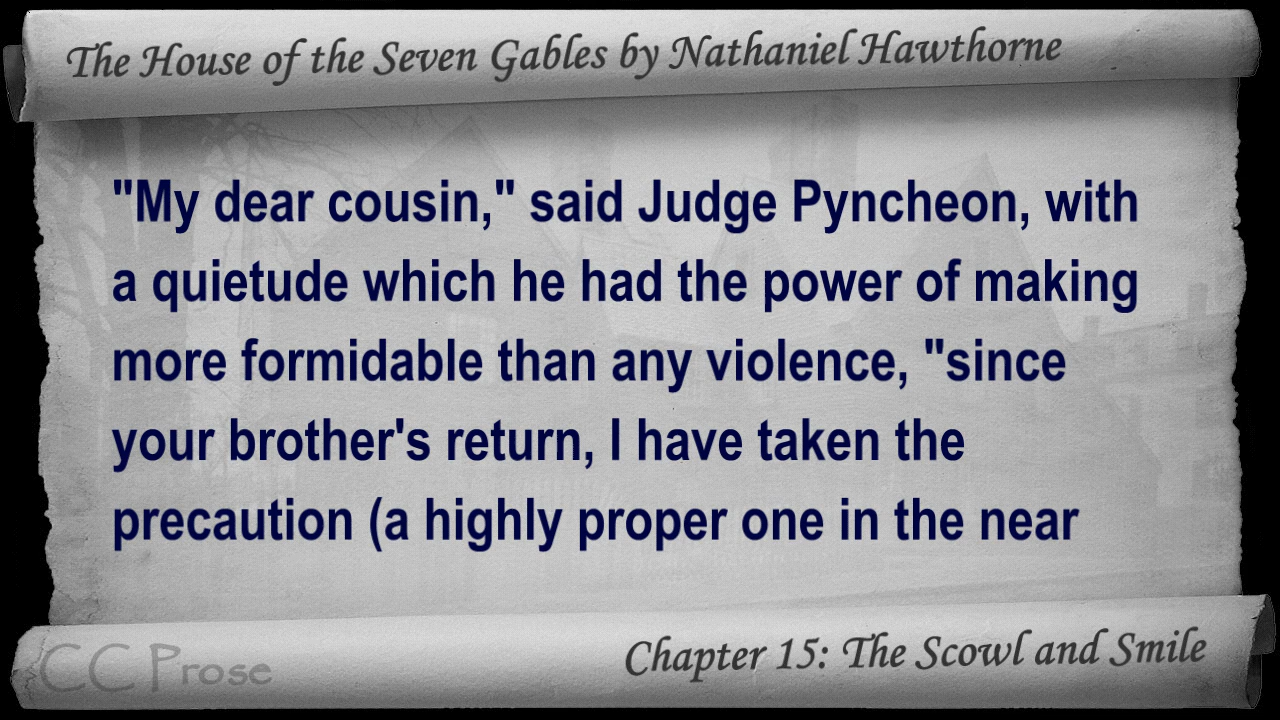 The House of the Seven Gables by Nathaniel Hawthorne
"My dear cousin," said Judge Pyncheon, with
a quietude which he had the power of making
more formidable than any violence, "since
your brother's return, I have taken the
precaution (a highly proper one in the near
CC Prose
Chapter 15: The Scowl and Smile